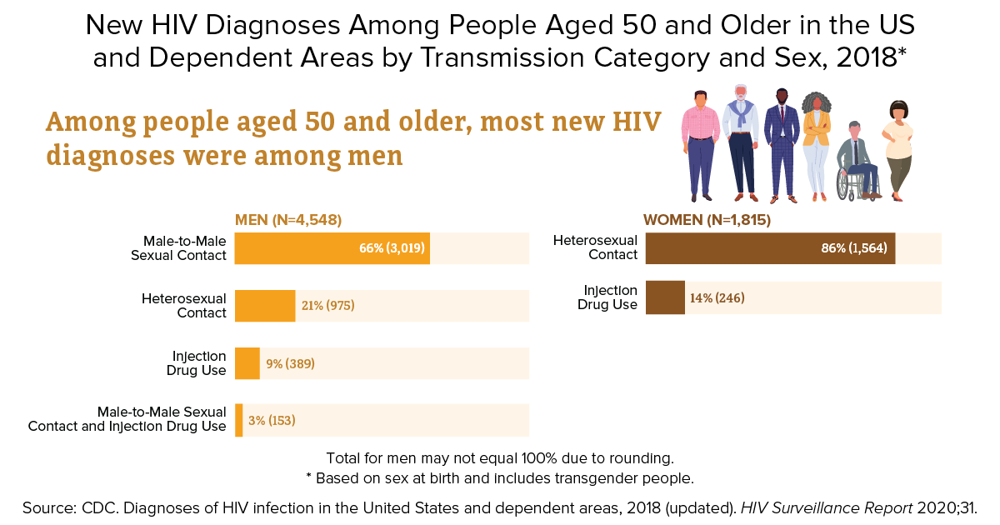 New HIV Diagnoses Among People Aged 50 and Older in the US
and Dependent Areas by Transmission Category and Sex, 2018*
Among people aged 50 and older, most new HIV
diagnoses were among men
MEN (N=4,548)
Male-to-Male
Sexual Contact
66% (3,019)
Heterosexual
Contact
21% (975)
Injection
Drug Use
9% (389)
Male-to-Male Sexual
Contact and Injection Drug Use
3% (153)
WOMEN (N=1,815)
Heterosexual
Contact
86% (1,564)
Injection
Drug Use
14% (246)
Total for men may not equal 100% due to rounding.
* Based on sex at birth and includes transgender people.
Source: CDC. Diagnoses of HIV infection in the United States and dependent areas, 2018 (updated). HIV Surveillance Report 2020;31.